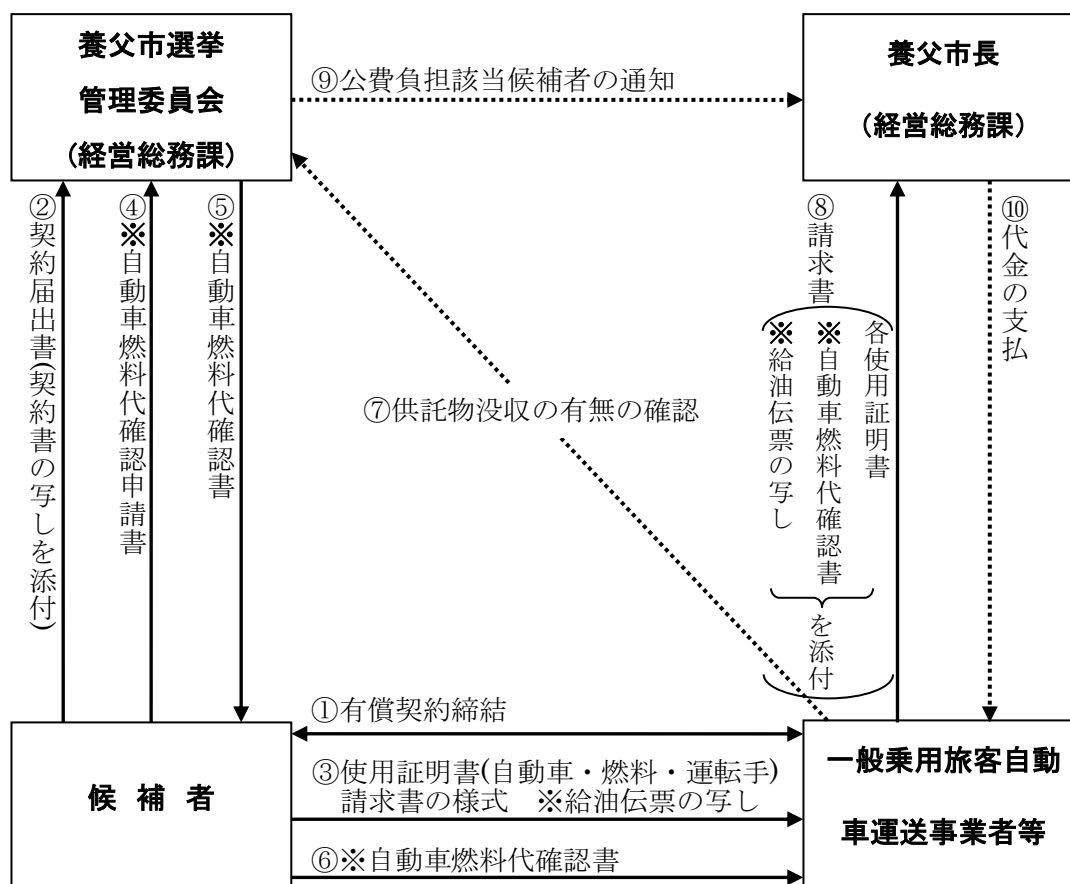 養父市選挙
管理委員会
(経営総務課)
⑨公費負担該当候補者の通知
養父市長
(経営総務課)
②契約届出書(契約書の写しを添付)
④※自動車燃料代確認申請書
⑤※自動車燃料代確認書
⑦供託物没収の有無の確認
⑧請求書
各使用証明書
※自動車燃料代確認書
※給油伝票の写し
を添付
⑩代金の支払
①有償契約締結
③使用証明書(自動車・燃料・運転手)
請求書の様式 ※給油伝票の写し
⑥※自動車燃料代確認書
候補者
一般乗用旅客自動
車運送事業者等